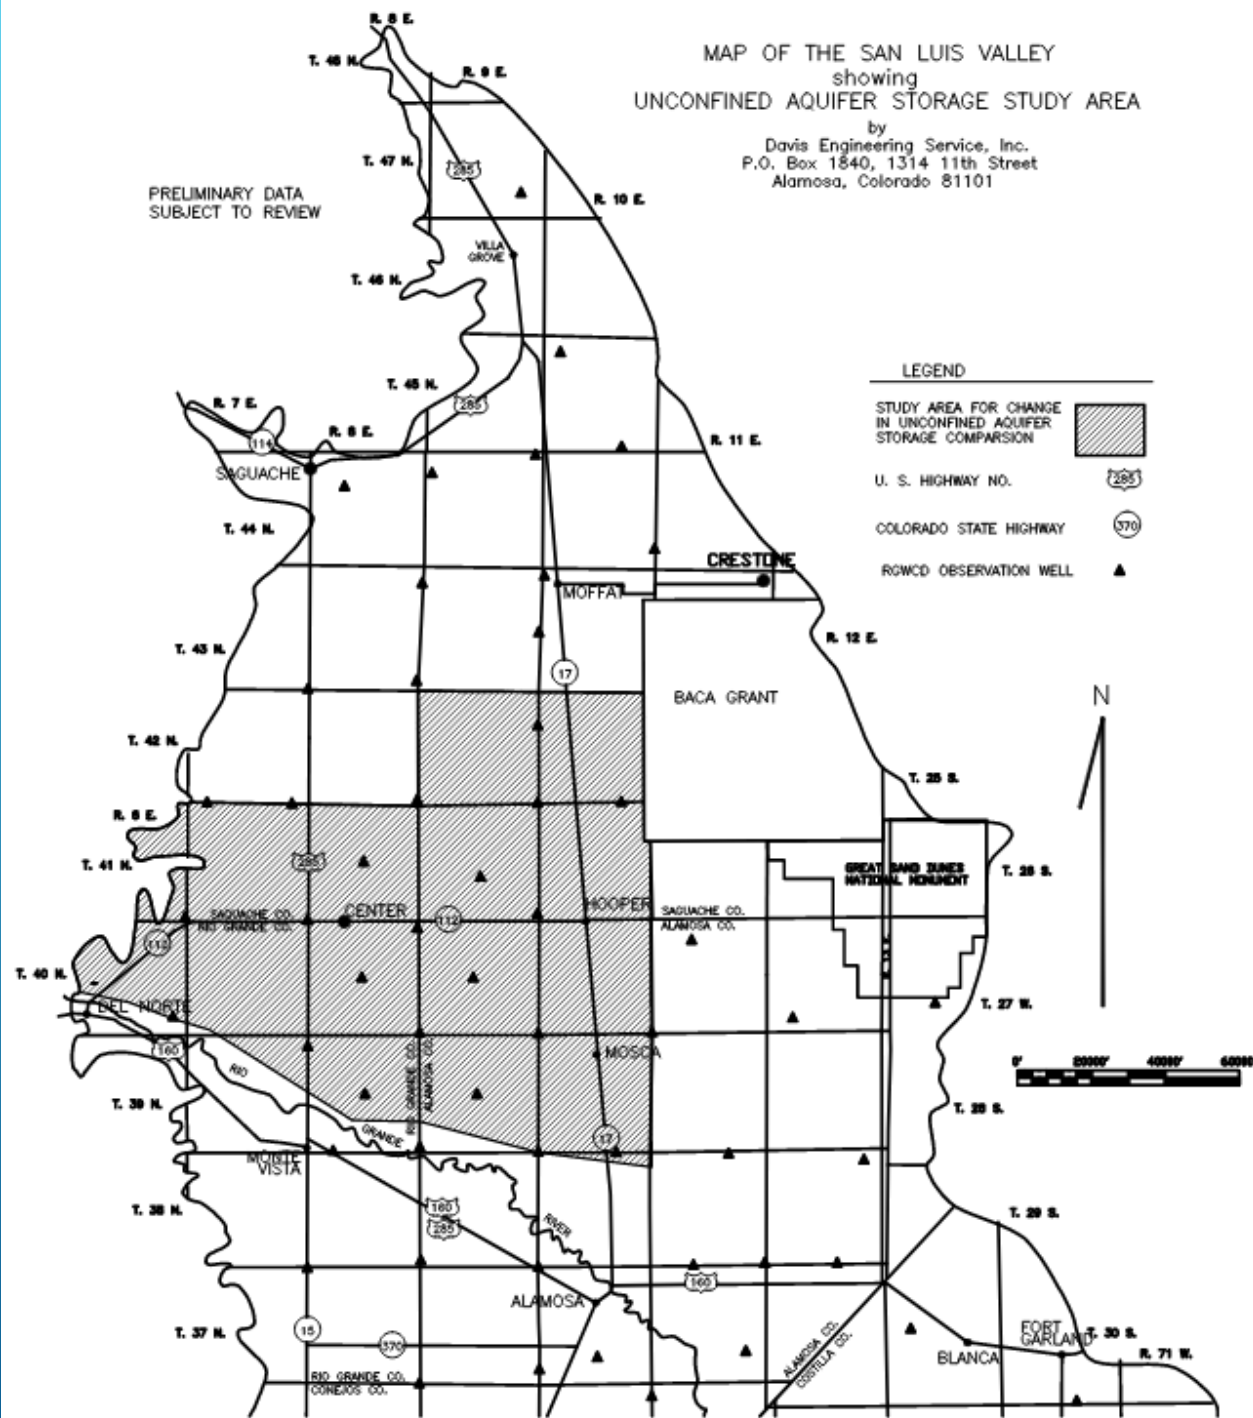 MAP OF THE SAN LUIS VALLEY
showing
UNCONFINED AQUIFER STORAGE STUDY AREA
by
Davis Engineering Service, Inc.
P.O. Box 1840, 1314 11th Street
Alamosa, Colorado 81101
PRELIMINARY DATA
SUBJECT TO REVIEW
R. 8 E.
T. 48 N.
R. 9 E.
T. 47 N.
285
R. 10 E.
VILLA
GROVE
T. 46 N.
T. 45 N.
285
R. 7 E.
R. 8 E.
114
R. 11 E.
SAGUACHE
T. 44 N.
LEGEND
STUDY AREA FOR CHANGE
IN UNCONFINED AQUIFER
STORAGE COMPARSION
U. S. HIGHWAY NO.
285
COLORADO STATE HIGHWAY
370
RGWCD OBSERVATION WELL
CRESTONE
MOFFAT
R. 12 E.
T. 43 N.
17
BACA GRANT
N
T. 42 N.
T. 25 S.
R. 6 E.
T. 41 N.
285
GREAT SAND DUNES
NATIONAL MONUMENT
T. 26 S.
SAGUACHE CO.
RIO GRANDE CO.
CENTER
112
HOOPER
SAGUACHE CO.
ALAMOSA CO.
112
T. 40 N.
DEL NORTE
T. 27 W.
160
MOSCA
RIO GRANDE CO.
ALAMOSA CO.
0'
20000'
40000'
60000
RIO
GRANDE
RIVER
T. 39 N.
T. 28 S.
17
MONTE
VISTA
T. 38 N.
160
285
T. 29 S.
160
ALAMOSA
T. 37 N.
15
370
ALAMOSA CO.
COSTILLA CO.
FORT
GARLAND
T. 30 S.
BLANCA
R. 71 W.
RIO GRANDE CO.
CONEJOS CO.